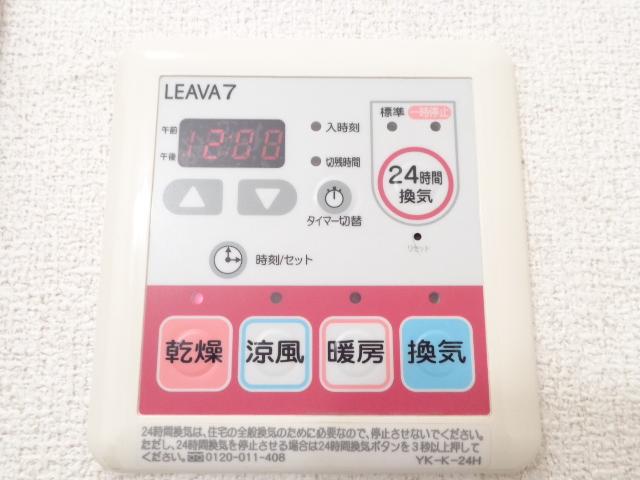 LEAVA7
午前
12:00
午後
入時刻
切残時間
タイマー切替
標準 一時停止
24時間
換気
リセット
時刻/セット
乾燥 涼風 暖房 換気
24時間換気は、住宅の全般換気のために必要なので、停止させないでください。
ただし、24時間換気を停止させる場合は24時間換気ボタンを3秒以上押して
ください。 0120-011-408 YK-K-24H